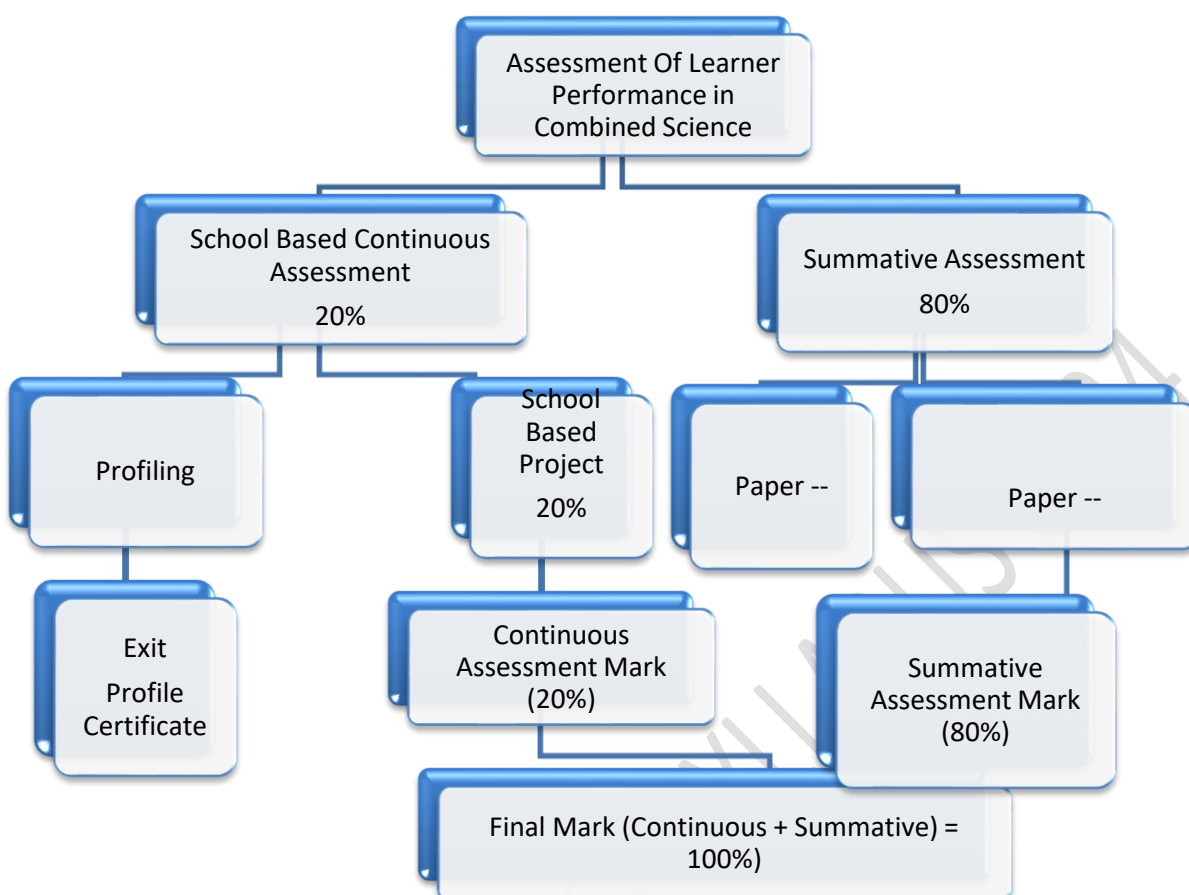 Assessment Of Learner
Performance in
Combined Science
School Based Continuous
Assessment
20%
Summative Assessment
80%
Profiling
School
Based
Project
20%
Paper --
Paper --
Exit
Profile
Certificate
Continuous
Assessment Mark
(20%)
Summative
Assessment Mark
(80%)
Final Mark (Continuous + Summative) =
100%)